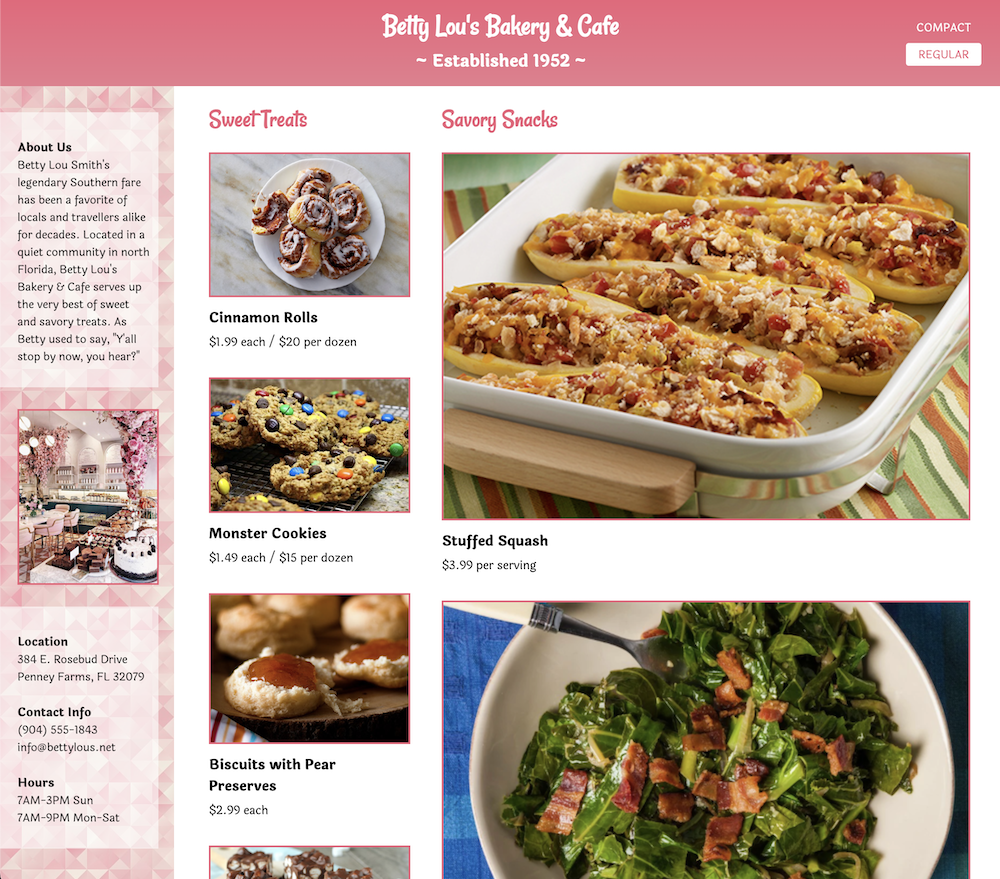 Betty Lou's Bakery & Cafe
~ Established 1952 ~
COMPACT
REGULAR
About Us
Betty Lou Smith's
legendary Southern fare
has been a favorite of
locals and travellers alike
for decades. Located in a
quiet community in north
Florida, Betty Lou's
Bakery & Cafe serves up
the very best of sweet
and savory treats. As
Betty used to say, "Y'all
stop by now, you hear?"
Location
384 E. Rosebud Drive
Penney Farms, FL 32079
Contact Info
(904) 555-1843
info@bettylous.net
Hours
7AM-3PM Sun
7AM-9PM Mon-Sat
Sweet Treats
Cinnamon Rolls
$1.99 each / $20 per dozen
Monster Cookies
$1.49 each / $15 per dozen
Biscuits with Pear
Preserves
$2.99 each
Savory Snacks
Stuffed Squash
$3.99 per serving